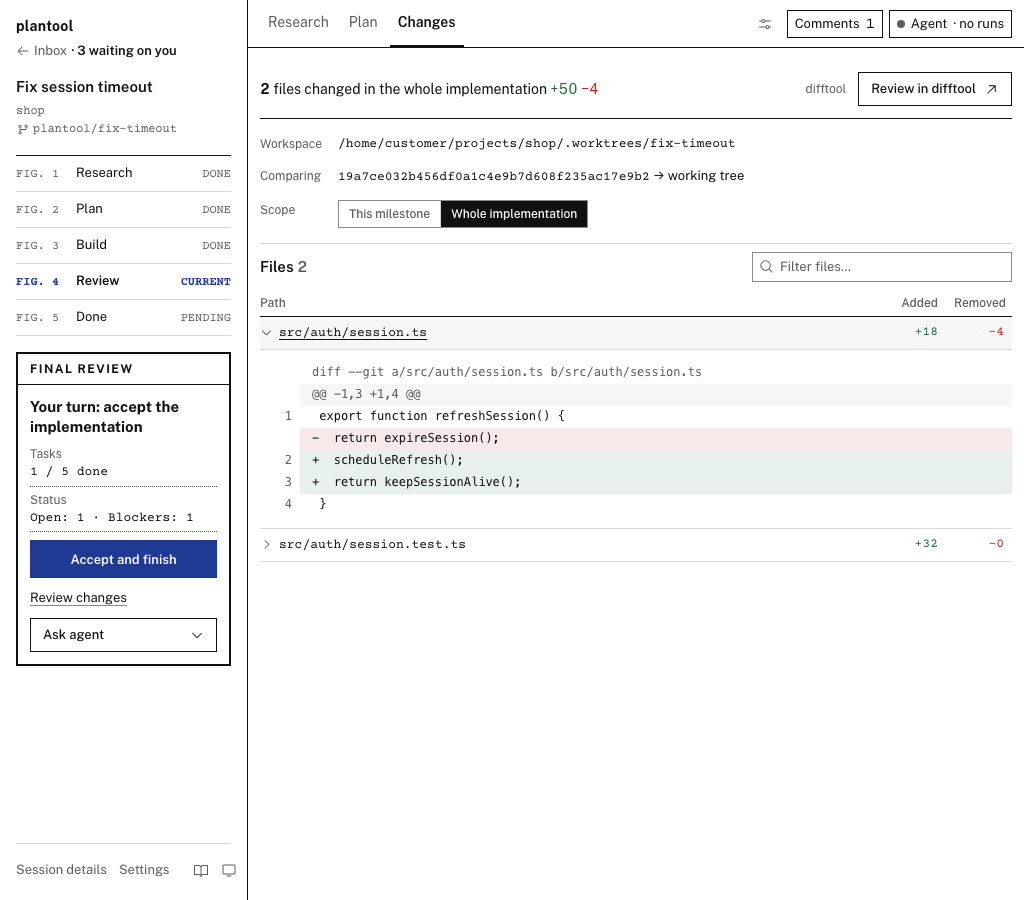 plantool
← Inbox · 3 waiting on you
Fix session timeout
shop
plantool/fix-timeout
FIG. 1 Research DONE
FIG. 2 Plan DONE
FIG. 3 Build DONE
FIG. 4 Review CURRENT
FIG. 5 Done PENDING
FINAL REVIEW
Your turn: accept the
implementation
Tasks
1 / 5 done
Status
Open: 1 · Blockers: 1
Accept and finish
Review changes
Ask agent
Session details Settings
Research Plan Changes
Comments 1
Agent · no runs
2 files changed in the whole implementation +50 −4
difftool
Review in difftool
Workspace /home/customer/projects/shop/.worktrees/fix-timeout
Comparing 19a7ce032b456df0a1c4e9b7d608f235ac17e9b2 → working tree
Scope This milestone Whole implementation
Files 2
Filter files...
Path Added Removed
src/auth/session.ts +18 −4
diff --git a/src/auth/session.ts b/src/auth/session.ts
@@ -1,3 +1,4 @@
1 export function refreshSession() {
- return expireSession();
2 + scheduleRefresh();
3 + return keepSessionAlive();
4 }
src/auth/session.test.ts +32 −0